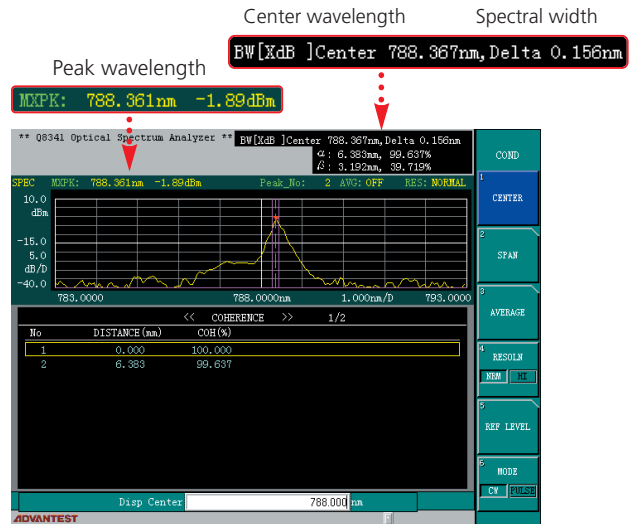 Center wavelength Spectral width
BW[XdB ]Center 788.367nm,Delta 0.156nm
Peak wavelength
MXPK: 788.361nm -1.89dBm
** Q8341 Optical Spectrum Analyzer ** BW[XdB ]Center 788.367nm,Delta 0.156nm
α: 6.383mm, 99.637%
β: 3.192mm, 39.719%
COND
SPEC MXPK: 788.361nm -1.89dBm Peak_No: 2 AVG: OFF RES: NORMAL
1
CENTER
10.0
dBm
-15.0
5.0
dB/D
-40.0
2
SPAN
783.0000 788.0000nm 1.000nm/D 793.0000
3
AVERAGE
<< COHERENCE >> 1/2
No DISTANCE(mm) COH(%)
1 0.000 100.000
2 6.383 99.637
4
RESOLN
NRM HI
5
REF LEVEL
6
MODE
CW PULSE
Disp Center 788.000 nm
ADVANTEST F